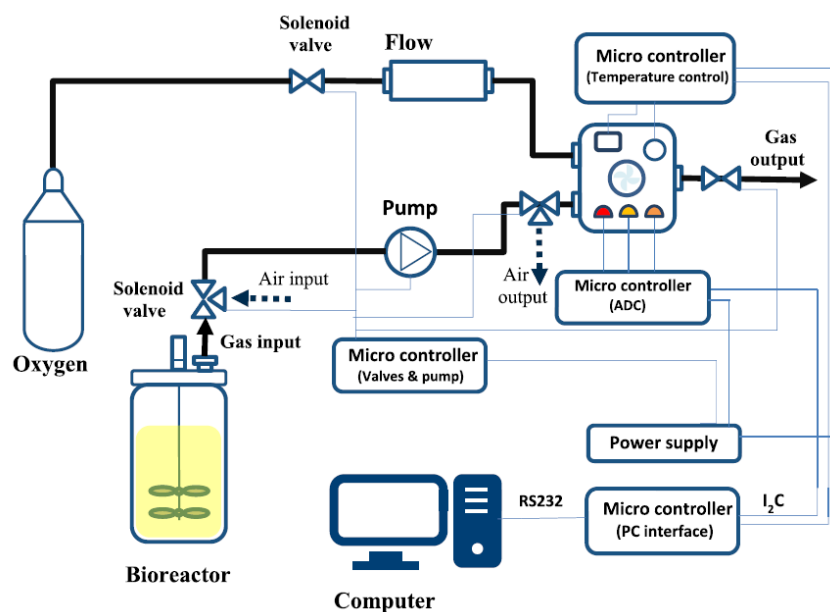 Solenoid
valve
Flow
Micro controller
(Temperature control)
Gas
output
Pump
Solenoid
valve
Air input
Air
output
Gas input
Micro controller
(ADC)
Oxygen
Micro controller
(Valves & pump)
Power supply
RS232
Micro controller
(PC interface)
I₂C
Bioreactor
Computer